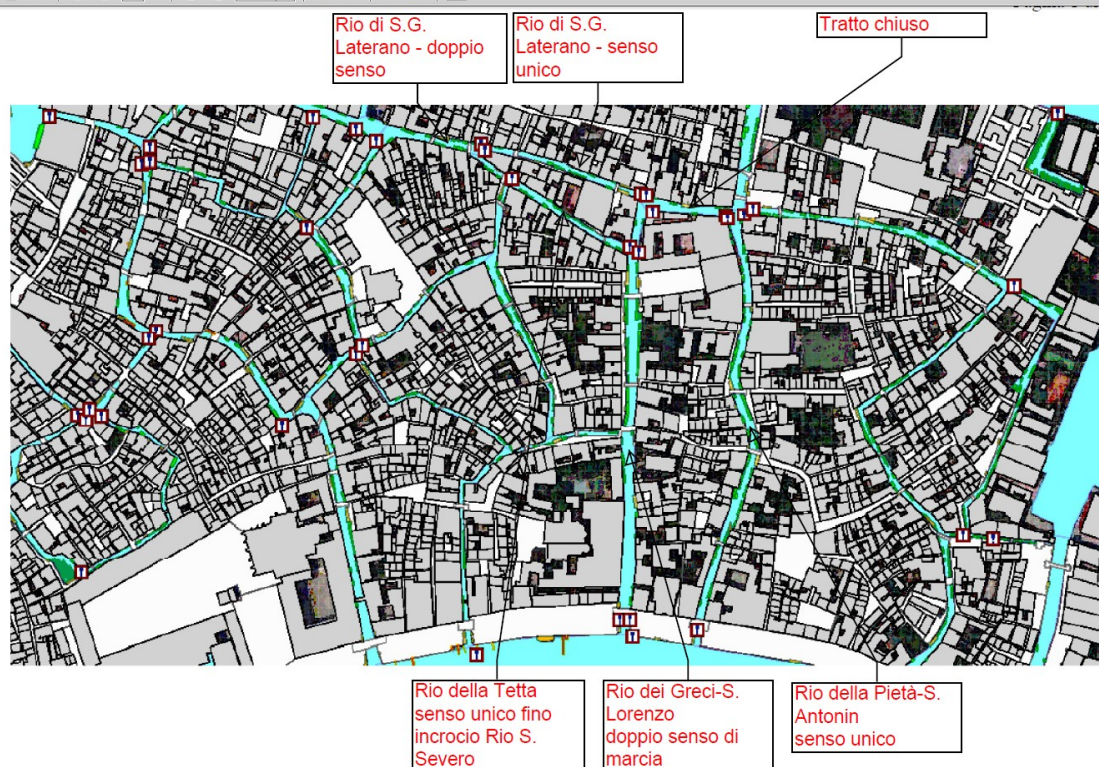 Rio di S.G.
Laterano - doppio
senso
Rio di S.G.
Laterano - senso
unico
Tratto chiuso
Rio della Tetta
senso unico fino
incrocio Rio S.
Severo
Rio dei Greci-S.
Lorenzo
doppio senso di
marcia
Rio della Pietà-S.
Antonin
senso unico